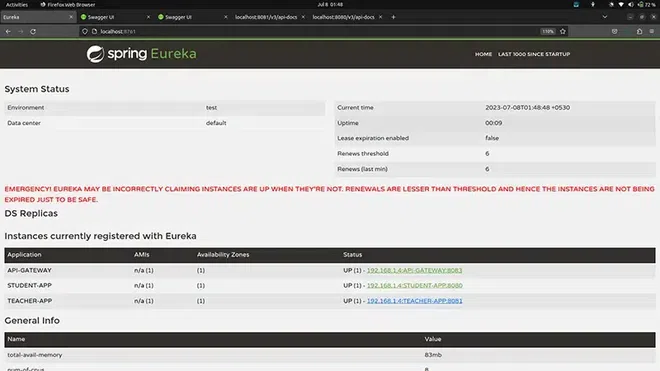 Activities Firefox Web Browser Jul 8 01:48 72 %
Eureka Swagger UI Swagger UI localhost:8081/v3/api-docs localhost:8080/v3/api-docs
localhost:8761 110%
spring Eureka HOME LAST 1000 SINCE STARTUP
System Status
Environment test Current time 2023-07-08T01:48:48 +0530
Data center default Uptime 00:09
Lease expiration enabled false
Renews threshold 6
Renews (last min) 6
EMERGENCY! EUREKA MAY BE INCORRECTLY CLAIMING INSTANCES ARE UP WHEN THEY'RE NOT. RENEWALS ARE LESSER THAN THRESHOLD AND HENCE THE INSTANCES ARE NOT BEING
EXPIRED JUST TO BE SAFE.
DS Replicas
Instances currently registered with Eureka
Application AMIs Availability Zones Status
API-GATEWAY n/a (1) (1) UP (1) - 192.168.1.4:API-GATEWAY:8083
STUDENT-APP n/a (1) (1) UP (1) - 192.168.1.4:STUDENT-APP:8080
TEACHER-APP n/a (1) (1) UP (1) - 192.168.1.4:TEACHER-APP:8081
General Info
Name Value
total-avail-memory 83mb
num-of-cpus 8